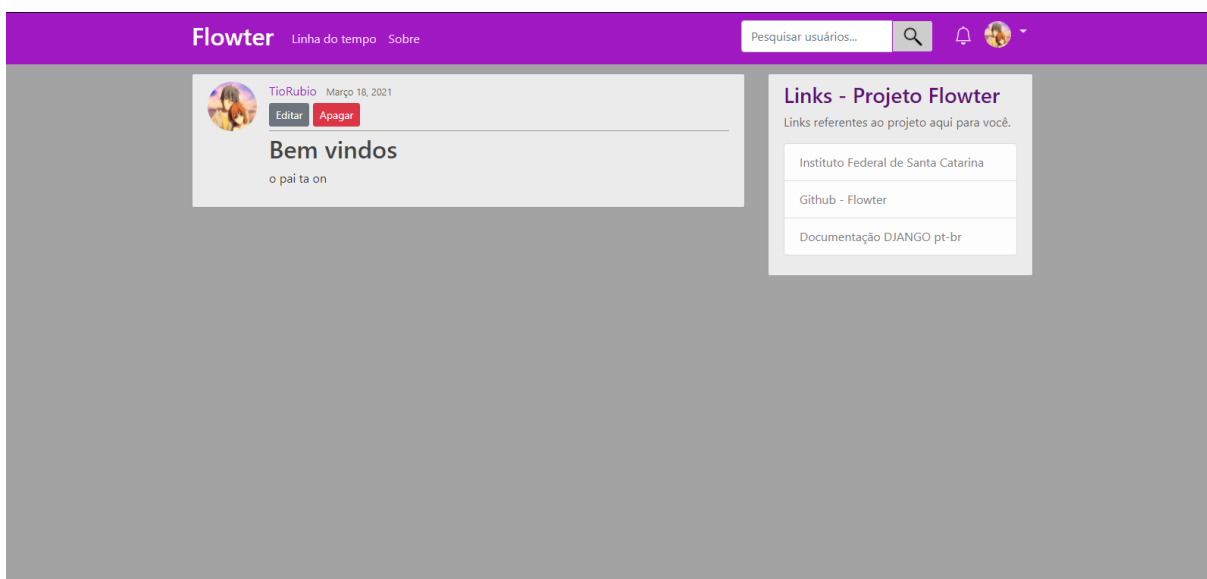 Flowter Linha do tempo Sobre Pesquisar usuários...
TioRubio Março 18, 2021
Editar Apagar
Bem vindos
o pai ta on
Links - Projeto Flowter
Links referentes ao projeto aqui para você.
Instituto Federal de Santa Catarina
Github - Flowter
Documentação DJANGO pt-br